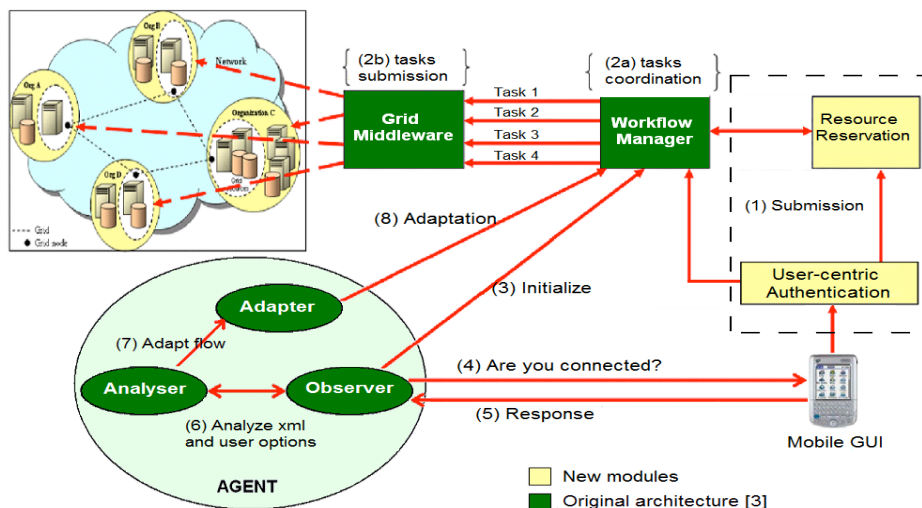 Org B
Network
Org A
Organization C
Org D
Grid
Grid node
(2b) tasks
submission
(2a) tasks
coordination
Grid
Middleware
Task 1
Task 2
Task 3
Task 4
Workflow
Manager
Resource
Reservation
(1) Submission
User-centric
Authentication
(8) Adaptation
(3) Initialize
Adapter
(7) Adapt flow
Analyser
Observer
(4) Are you connected?
(5) Response
(6) Analyze xml
and user options
AGENT
Mobile GUI
New modules
Original architecture [3]